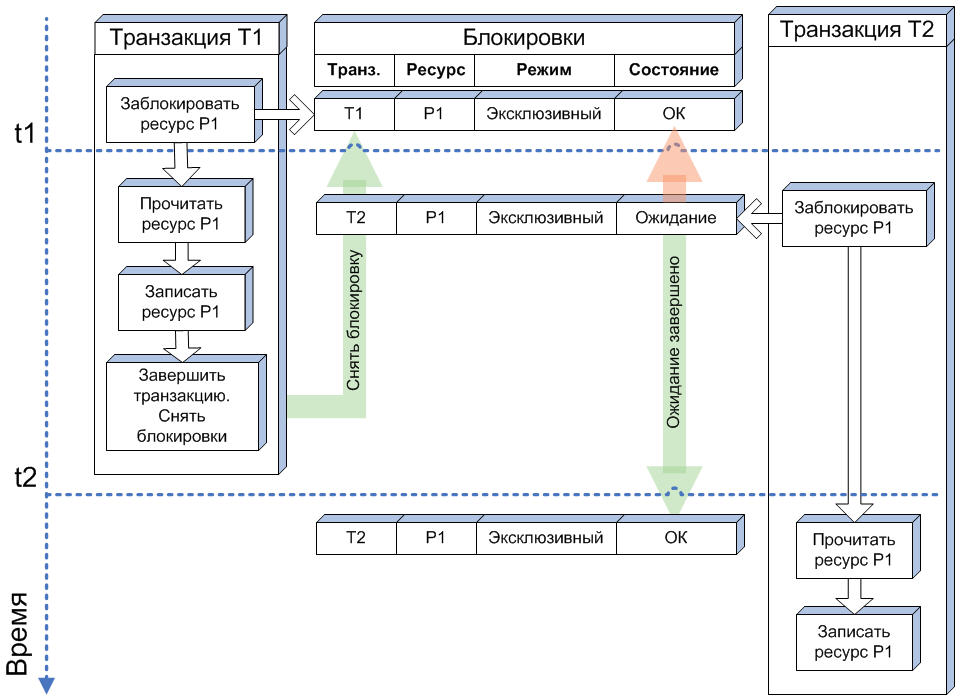 Транзакция T1
Блокировки
Транзакция T2
Транз. Ресурс Режим Состояние
Заблокировать
ресурс P1
T1 P1 Эксклюзивный ОК
t1
Прочитать
ресурс P1
T2 P1 Эксклюзивный Ожидание
Заблокировать
ресурс P1
Записать
ресурс P1
Снять блокировку
Ожидание завершено
Завершить
транзакцию.
Снять
блокировки
t2
T2 P1 Эксклюзивный ОК
Прочитать
ресурс P1
Записать
ресурс P1
Время